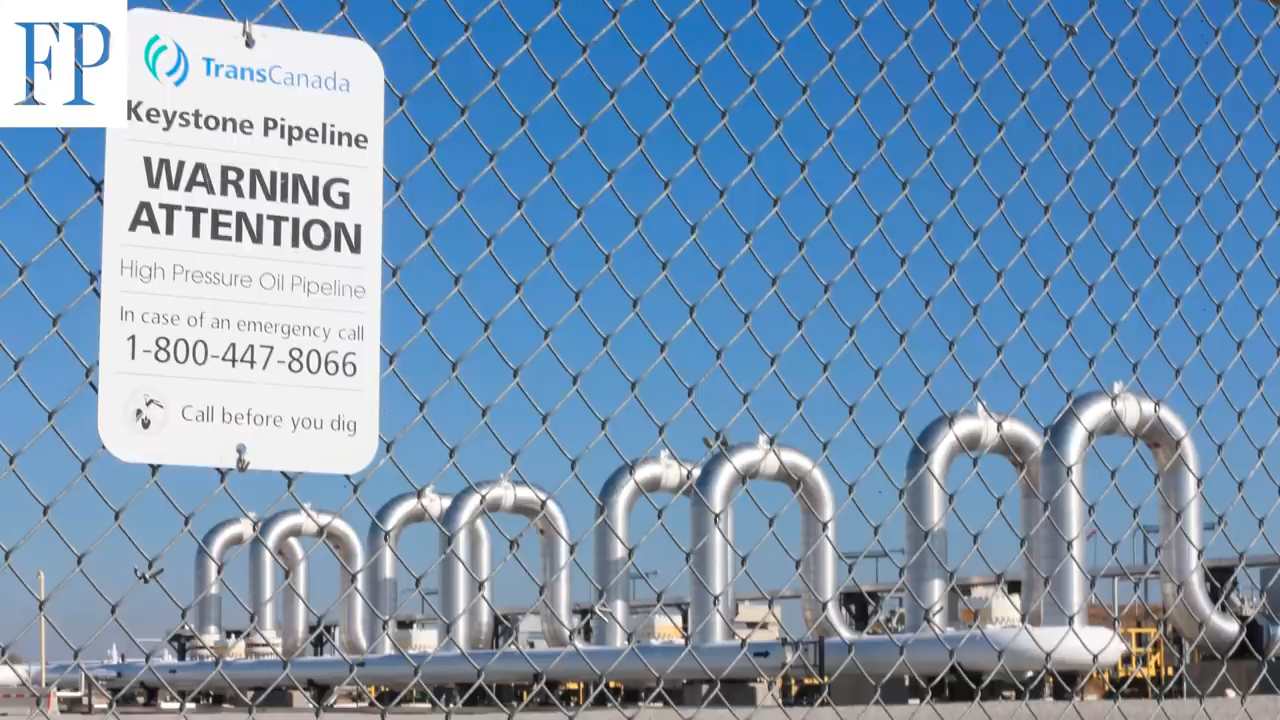 FP
TransCanada
Keystone Pipeline
WARNING
ATTENTION
High Pressure Oil Pipeline
In case of an emergency call
1-800-447-8066
Call before you dig